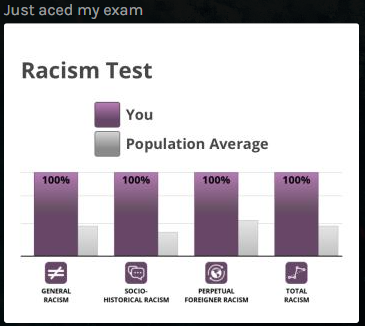 Just aced my exam
Racism Test
You
Population Average
100% 100% 100% 100%
GENERAL RACISM
SOCIO-HISTORICAL RACISM
PERPETUAL FOREIGNER RACISM
TOTAL RACISM